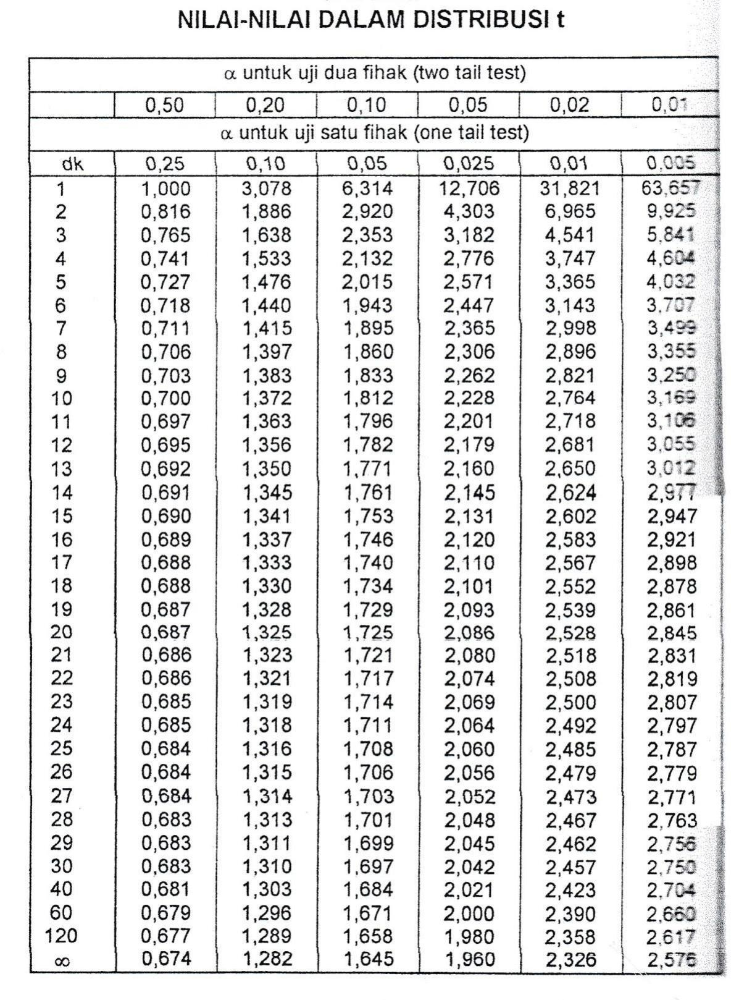 NILAI-NILAI DALAM DISTRIBUSI t
α untuk uji dua fihak (two tail test)
0,50 0,20 0,10 0,05 0,02 0,01
α untuk uji satu fihak (one tail test)
dk 0,25 0,10 0,05 0,025 0,01 0,005
1 1,000 3,078 6,314 12,706 31,821 63,657
2 0,816 1,886 2,920 4,303 6,965 9,925
3 0,765 1,638 2,353 3,182 4,541 5,841
4 0,741 1,533 2,132 2,776 3,747 4,604
5 0,727 1,476 2,015 2,571 3,365 4,032
6 0,718 1,440 1,943 2,447 3,143 3,707
7 0,711 1,415 1,895 2,365 2,998 3,499
8 0,706 1,397 1,860 2,306 2,896 3,355
9 0,703 1,383 1,833 2,262 2,821 3,250
10 0,700 1,372 1,812 2,228 2,764 3,169
11 0,697 1,363 1,796 2,201 2,718 3,106
12 0,695 1,356 1,782 2,179 2,681 3,055
13 0,692 1,350 1,771 2,160 2,650 3,012
14 0,691 1,345 1,761 2,145 2,624 2,977
15 0,690 1,341 1,753 2,131 2,602 2,947
16 0,689 1,337 1,746 2,120 2,583 2,921
17 0,688 1,333 1,740 2,110 2,567 2,898
18 0,688 1,330 1,734 2,101 2,552 2,878
19 0,687 1,328 1,729 2,093 2,539 2,861
20 0,687 1,325 1,725 2,086 2,528 2,845
21 0,686 1,323 1,721 2,080 2,518 2,831
22 0,686 1,321 1,717 2,074 2,508 2,819
23 0,685 1,319 1,714 2,069 2,500 2,807
24 0,685 1,318 1,711 2,064 2,492 2,797
25 0,684 1,316 1,708 2,060 2,485 2,787
26 0,684 1,315 1,706 2,056 2,479 2,779
27 0,684 1,314 1,703 2,052 2,473 2,771
28 0,683 1,313 1,701 2,048 2,467 2,763
29 0,683 1,311 1,699 2,045 2,462 2,756
30 0,683 1,310 1,697 2,042 2,457 2,750
40 0,681 1,303 1,684 2,021 2,423 2,704
60 0,679 1,296 1,671 2,000 2,390 2,660
120 0,677 1,289 1,658 1,980 2,358 2,617
∞ 0,674 1,282 1,645 1,960 2,326 2,576